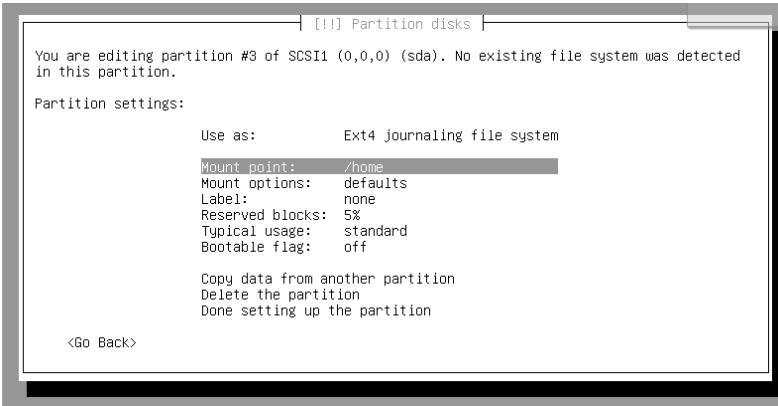 [!!] Partition disks
You are editing partition #3 of SCSI1 (0,0,0) (sda). No existing file system was detected
in this partition.
Partition settings:
Use as: Ext4 journaling file system
Mount point: /home
Mount options: defaults
Label: none
Reserved blocks: 5%
Typical usage: standard
Bootable flag: off
Copy data from another partition
Delete the partition
Done setting up the partition
<Go Back>